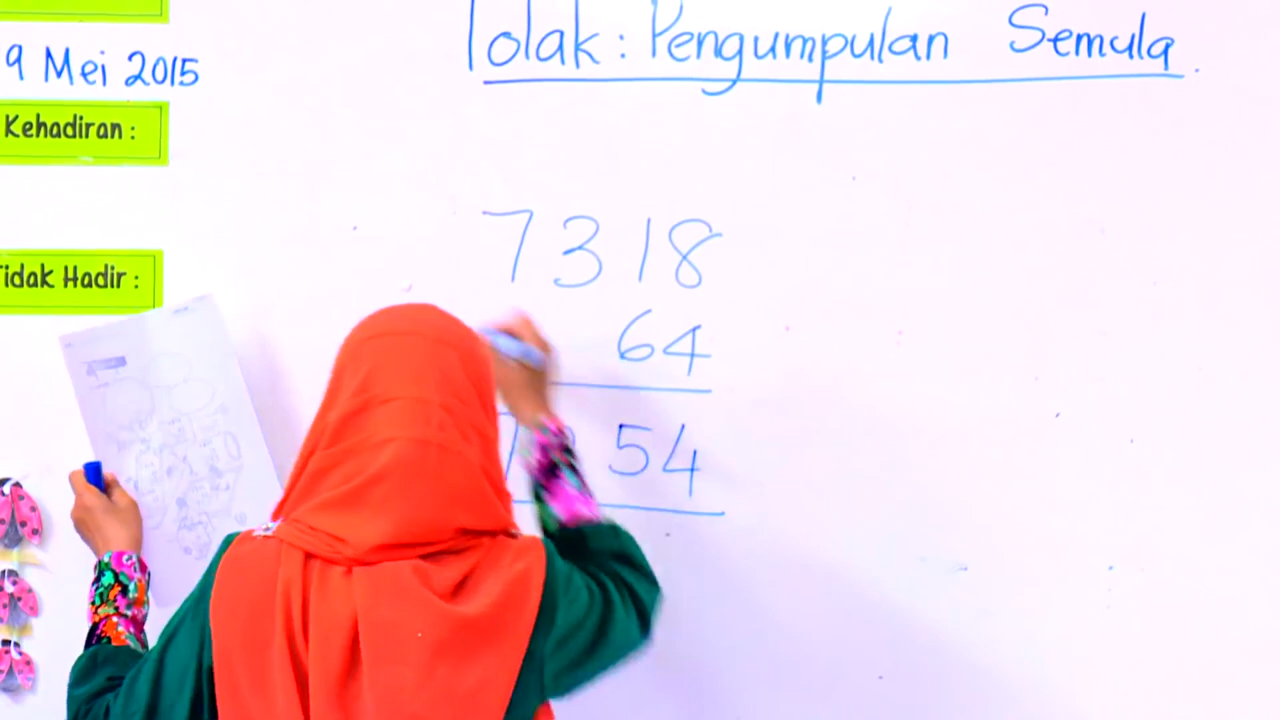 9 Mei 2015
Tolak : Pengumpulan Semula.
Kehadiran :
Tidak Hadir :
7318
64
54